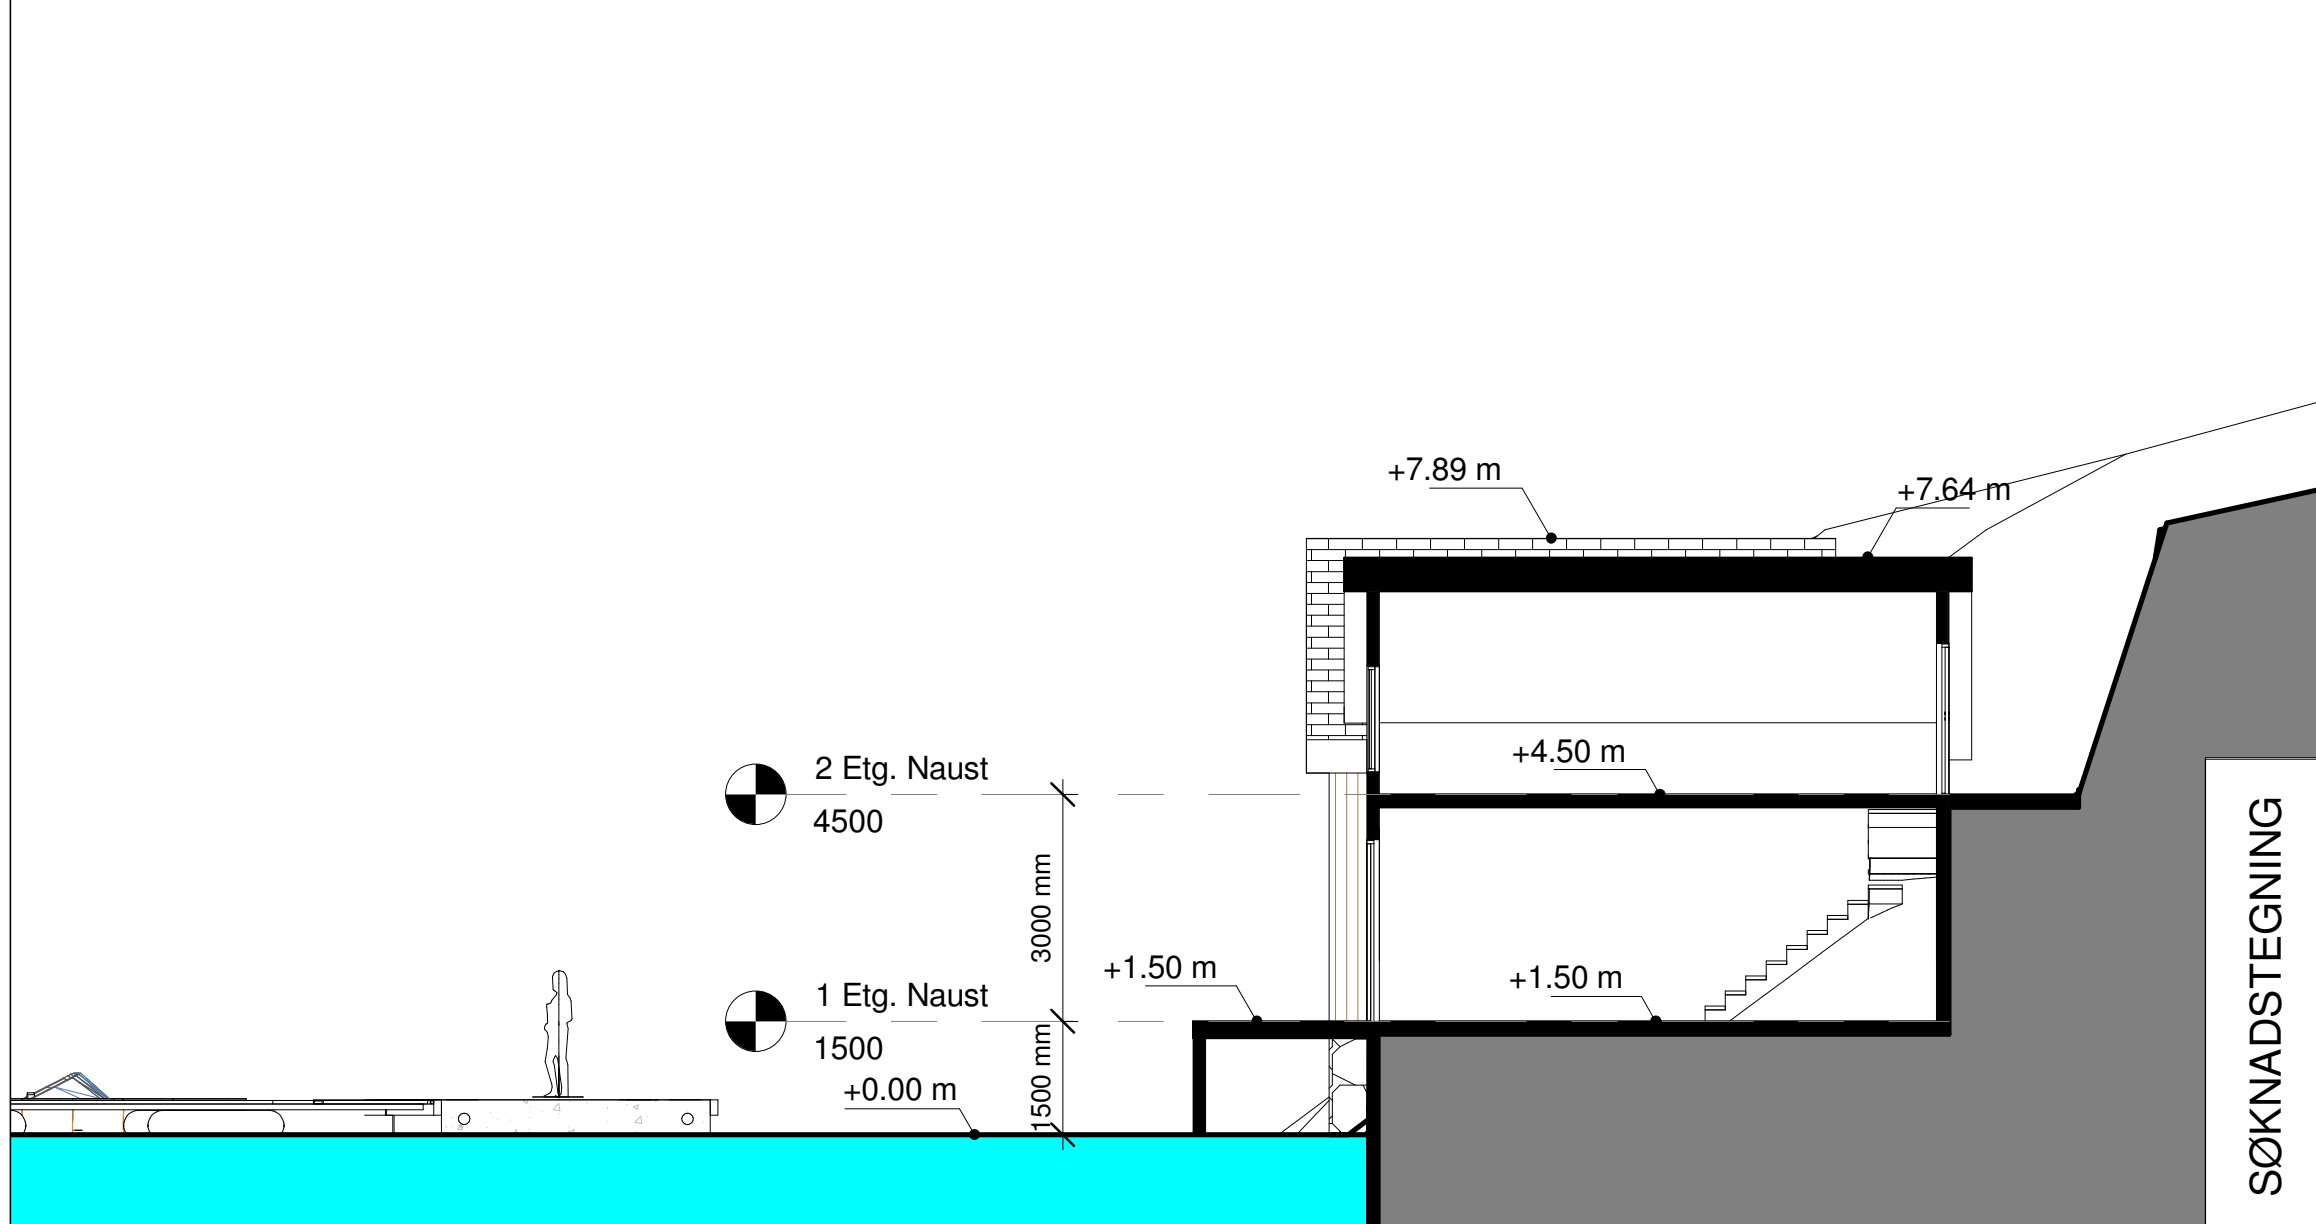 +7.89 m
+7.64 m
2 Etg. Naust
4500
+4.50 m
3000 mm
+1.50 m
+1.50 m
1 Etg. Naust
1500
1500 mm
+0.00 m
SØKNADSTEGNING